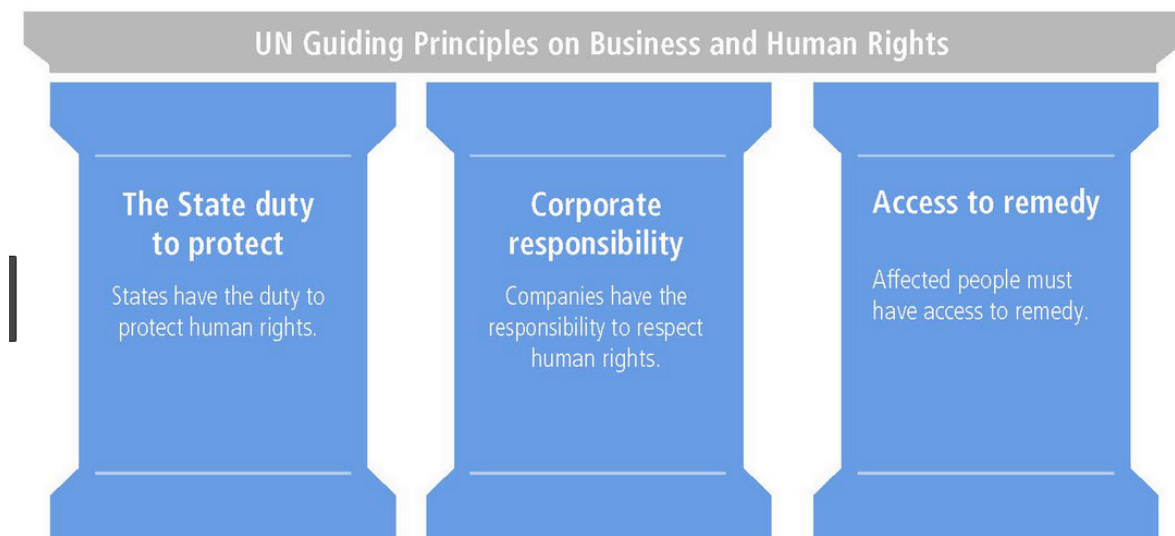 UN Guiding Principles on Business and Human Rights
The State duty
to protect
States have the duty to
protect human rights.
Corporate
responsibility
Companies have the
responsibility to respect
human rights.
Access to remedy
Affected people must
have access to remedy.